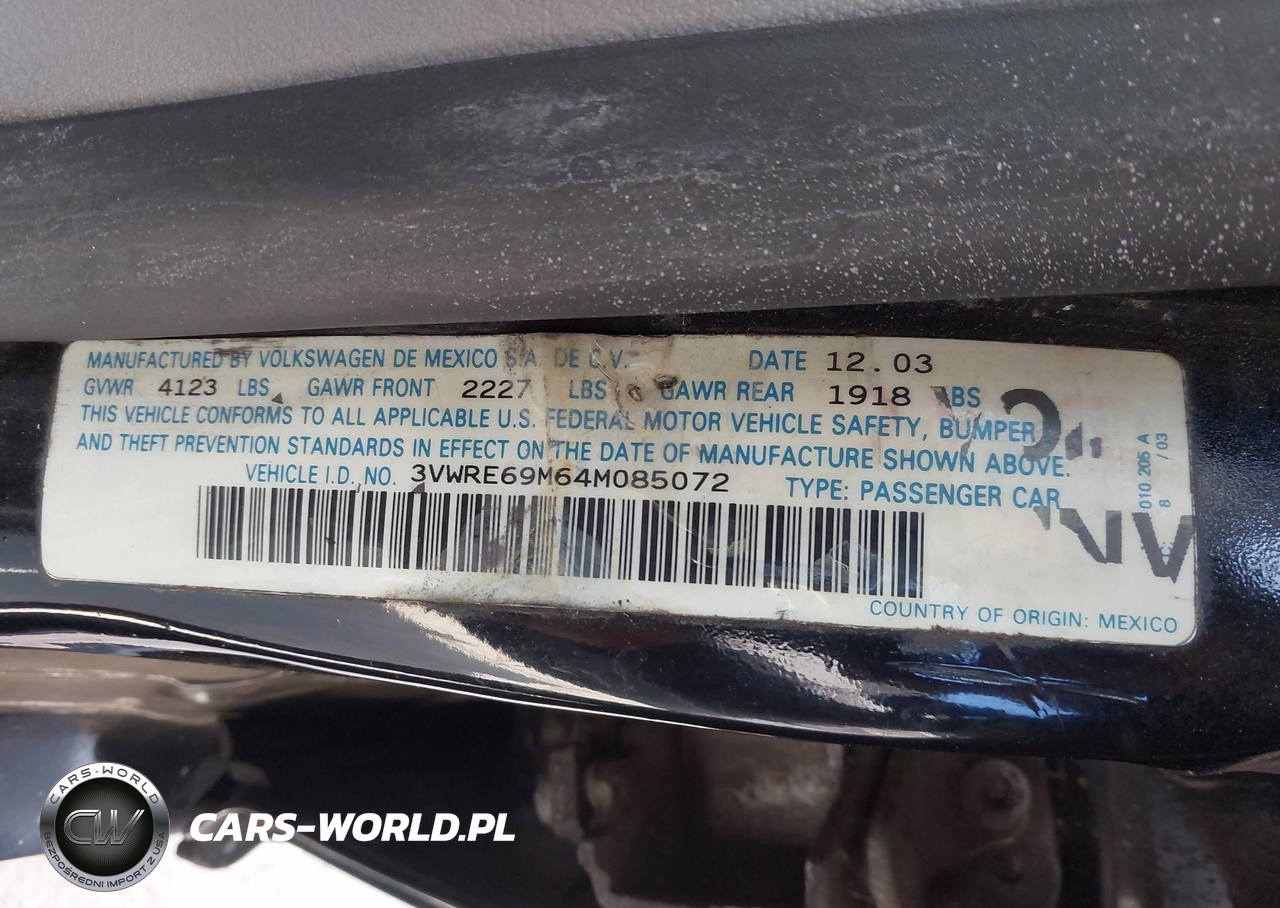 MANUFACTURED BY VOLKSWAGEN DE MEXICO S.A. DE C.V. DATE 12.03
GVWR 4123 LBS GAWR FRONT 2227 LBS GAWR REAR 1918 LBS
THIS VEHICLE CONFORMS TO ALL APPLICABLE U.S. FEDERAL MOTOR VEHICLE SAFETY, BUMPER,
AND THEFT PREVENTION STANDARDS IN EFFECT ON THE DATE OF MANUFACTURE SHOWN ABOVE.
VEHICLE I.D. NO. 3VWRE69M64M085072 TYPE: PASSENGER CAR
COUNTRY OF ORIGIN: MEXICO
010 205 A
8 / 03
CARS-WORLD
CW
BEZPOŚREDNI IMPORT Z USA
CARS-WORLD.PL